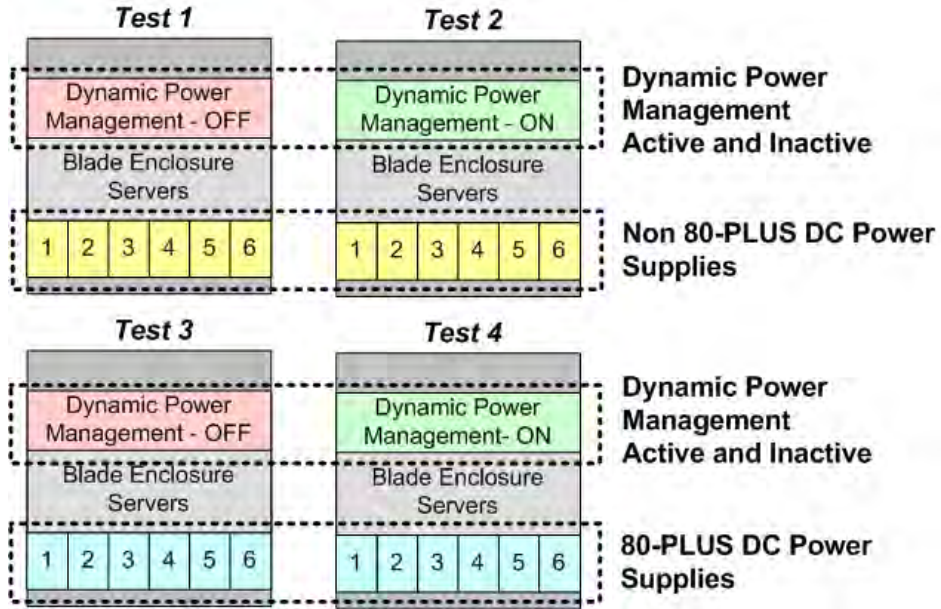 Test 1
Test 2
Dynamic Power
Management - OFF
Dynamic Power
Management - ON
Dynamic Power
Management
Active and Inactive
Blade Enclosure
Servers
Blade Enclosure
Servers
1 2 3 4 5 6
1 2 3 4 5 6
Non 80-PLUS DC Power
Supplies
Test 3
Test 4
Dynamic Power
Management - OFF
Dynamic Power
Management- ON
Dynamic Power
Management
Active and Inactive
Blade Enclosure
Servers
Blade Enclosure
Servers
1 2 3 4 5 6
1 2 3 4 5 6
80-PLUS DC Power
Supplies